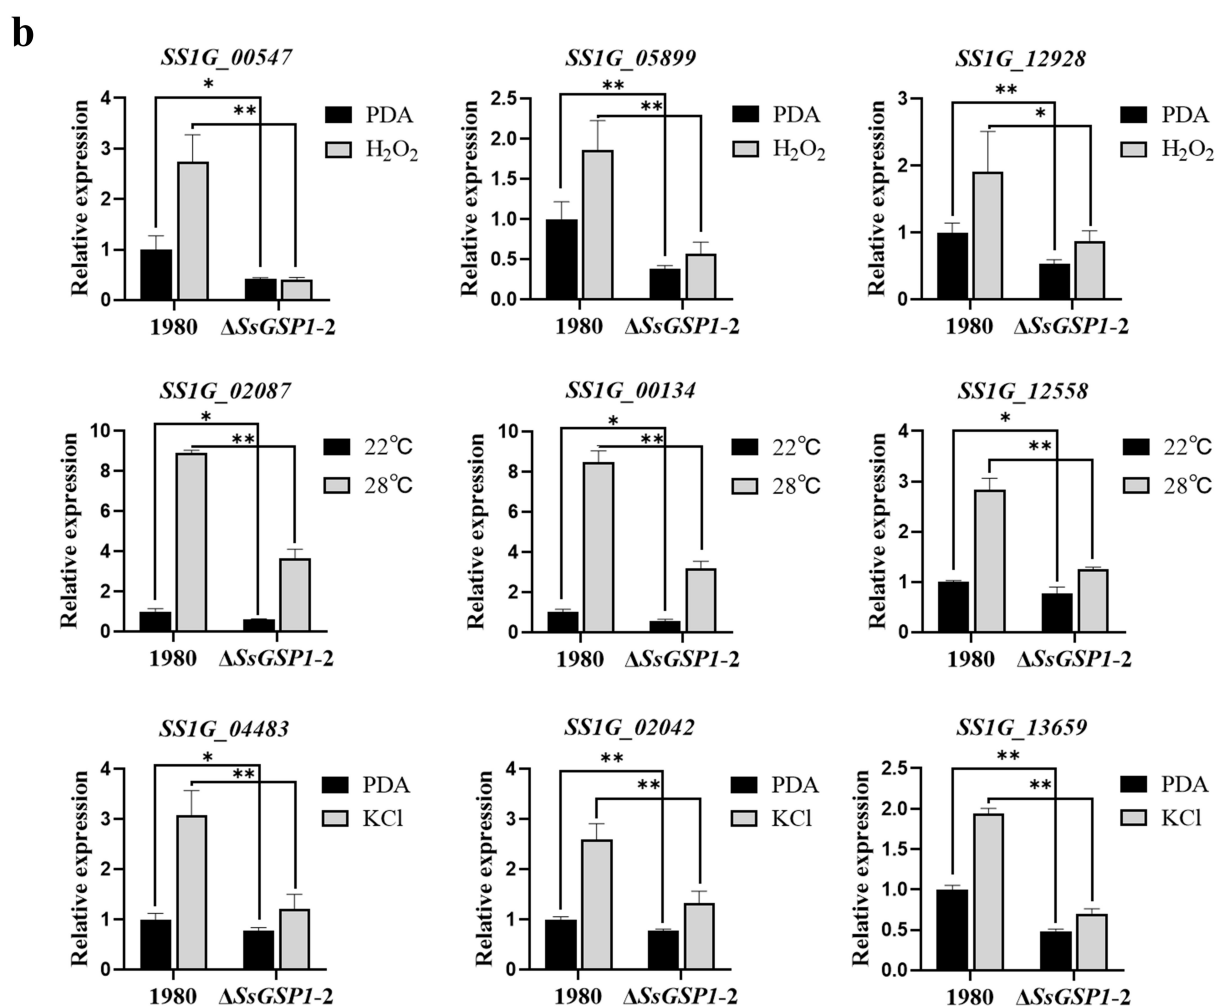 b
SS1G_00547
*
**
Relative expression
4
3
2
1
0
1980 ΔSsGSP1-2
PDA
H₂O₂
SS1G_05899
**
**
Relative expression
2.5
2.0
1.5
1.0
0.5
0.0
1980 ΔSsGSP1-2
PDA
H₂O₂
SS1G_12928
**
*
Relative expression
3
2
1
0
1980 ΔSsGSP1-2
PDA
H₂O₂
SS1G_02087
*
**
Relative expression
10
8
6
4
2
0
1980 ΔSsGSP1-2
22℃
28℃
SS1G_00134
*
**
Relative expression
10
8
6
4
2
0
1980 ΔSsGSP1-2
22℃
28℃
SS1G_12558
*
**
Relative expression
4
3
2
1
0
1980 ΔSsGSP1-2
22℃
28℃
SS1G_04483
*
**
Relative expression
4
3
2
1
0
1980 ΔSsGSP1-2
PDA
KCl
SS1G_02042
**
**
Relative expression
4
3
2
1
0
1980 ΔSsGSP1-2
PDA
KCl
SS1G_13659
**
**
Relative expression
2.5
2.0
1.5
1.0
0.5
0.0
1980 ΔSsGSP1-2
PDA
KCl